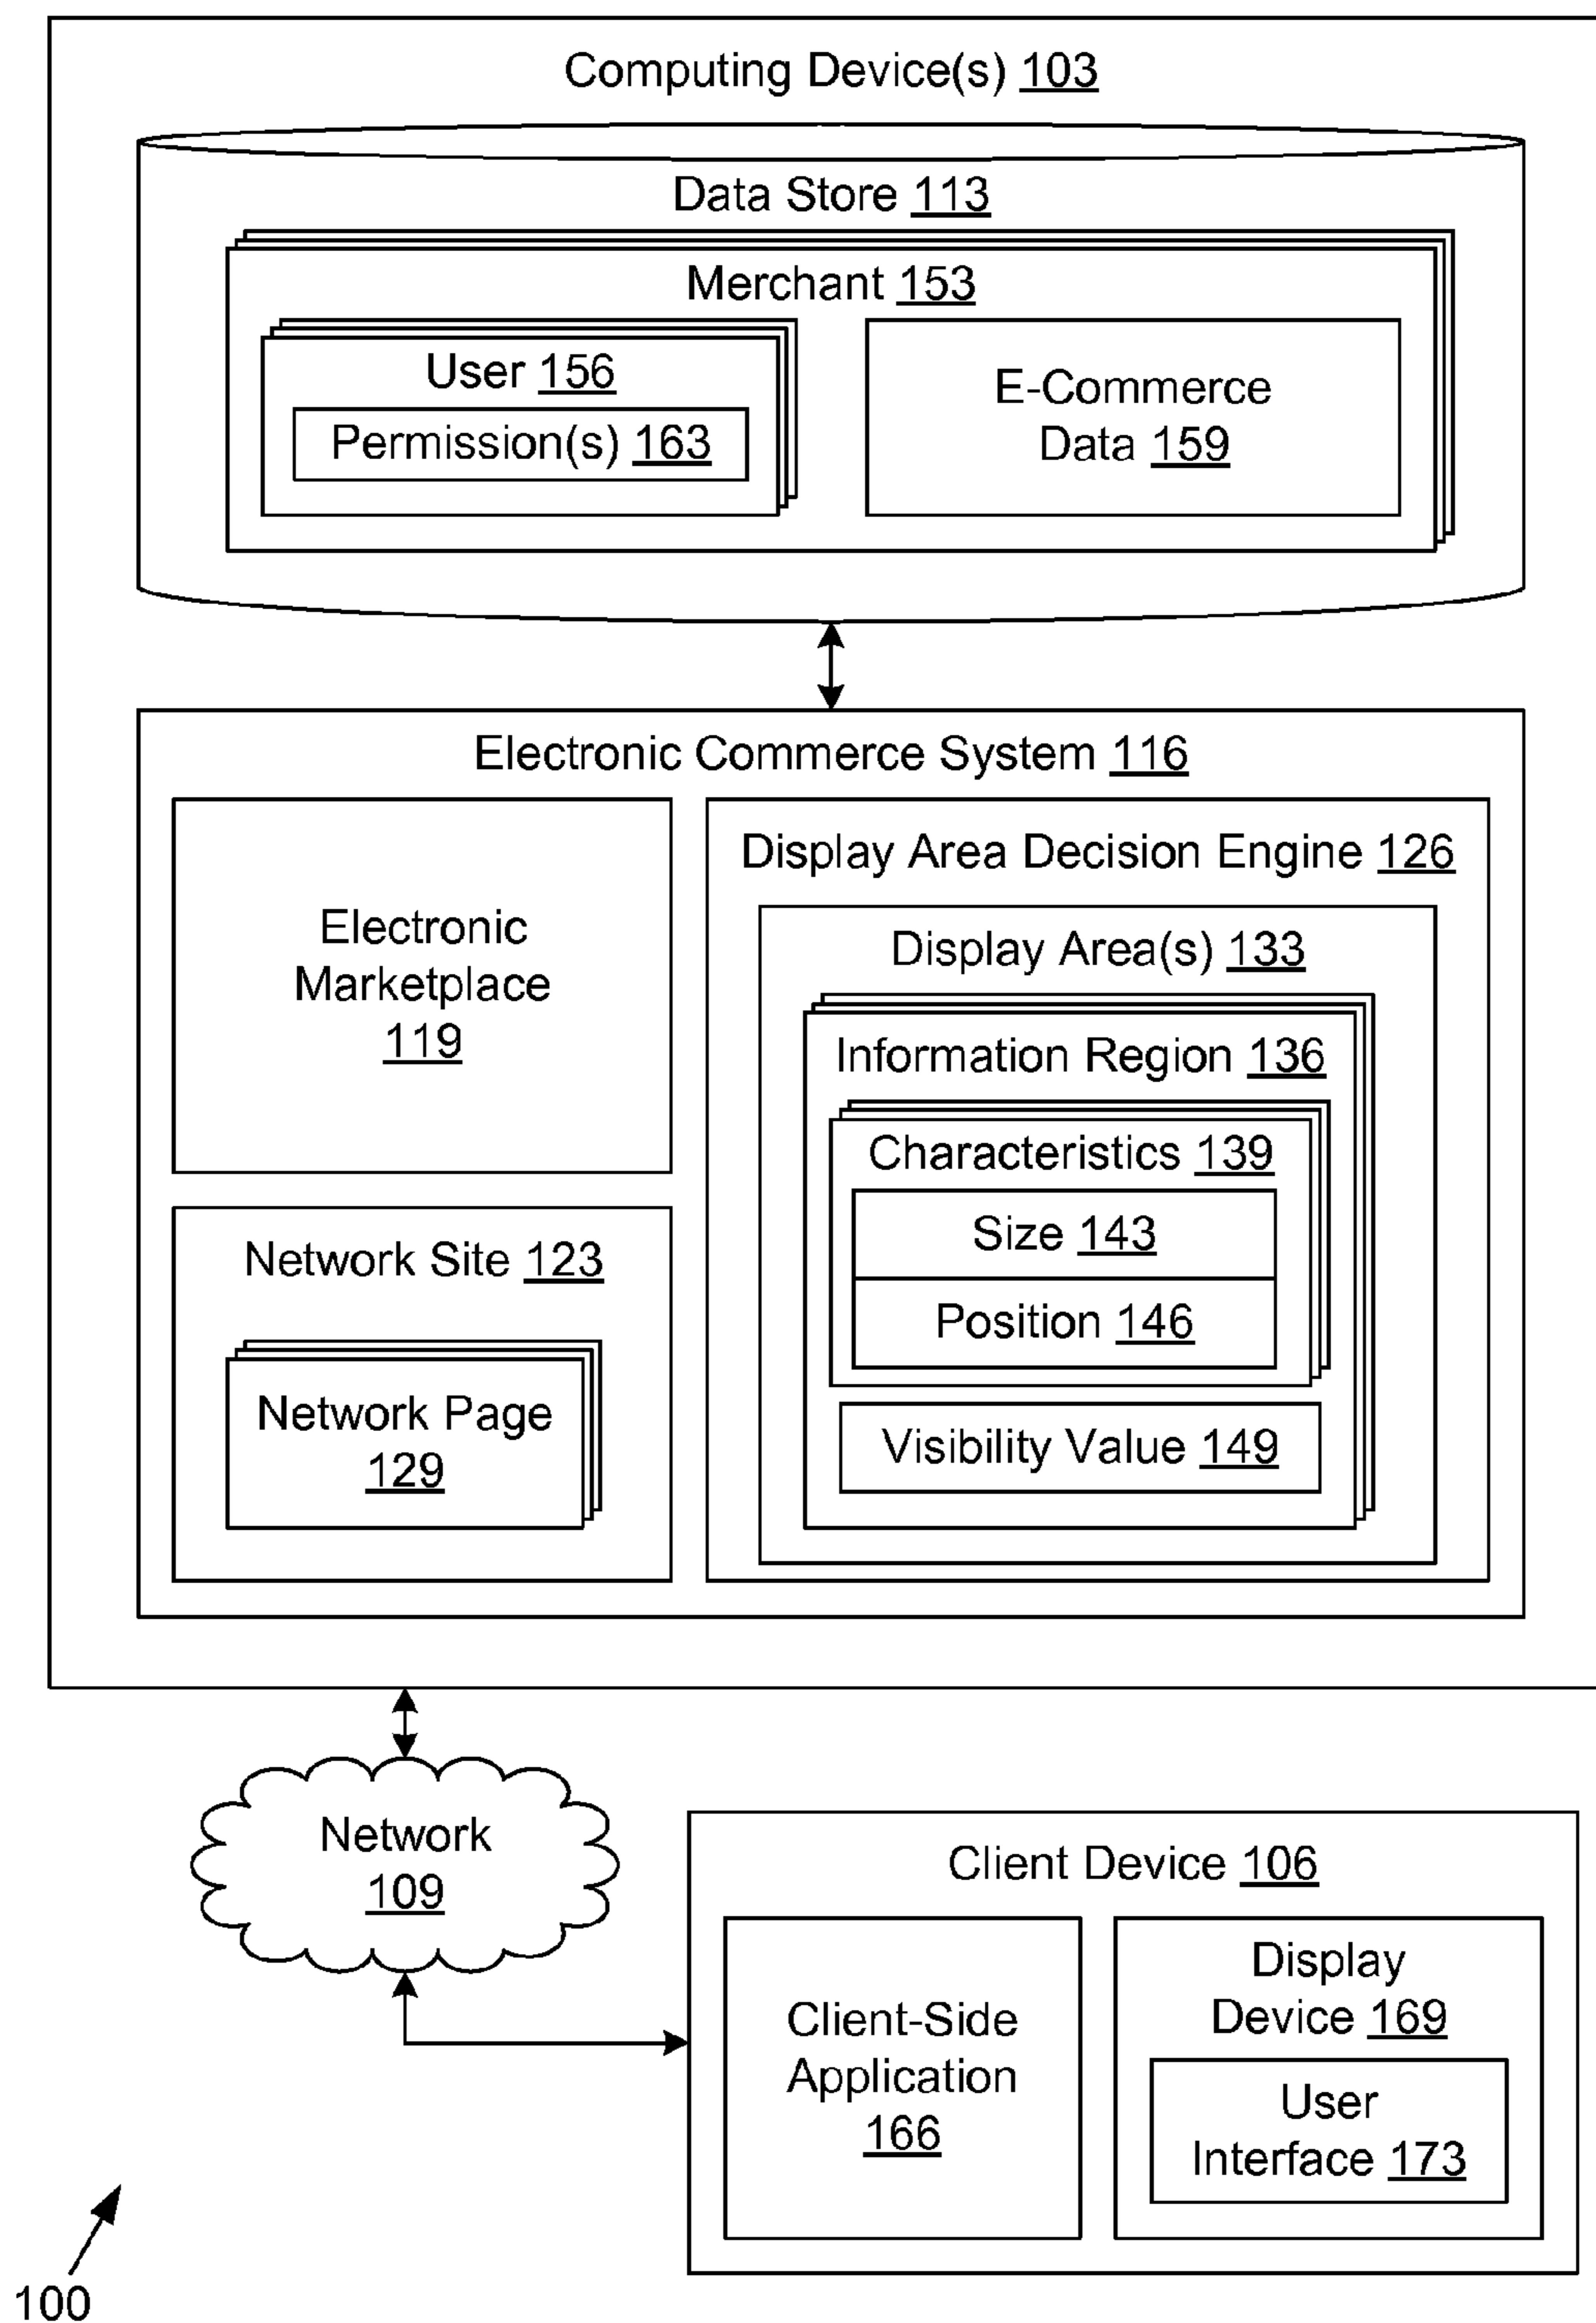 Computing Device(s) 103
Data Store 113
Merchant 153
User 156
Permission(s) 163
E-Commerce
Data 159
Electronic Commerce System 116
Electronic
Marketplace
119
Network Site 123
Network Page
129
Display Area Decision Engine 126
Display Area(s) 133
Information Region 136
Characteristics 139
Size 143
Position 146
Visibility Value 149
Network
109
Client Device 106
Client-Side
Application
166
Display
Device 169
User
Interface 173
100